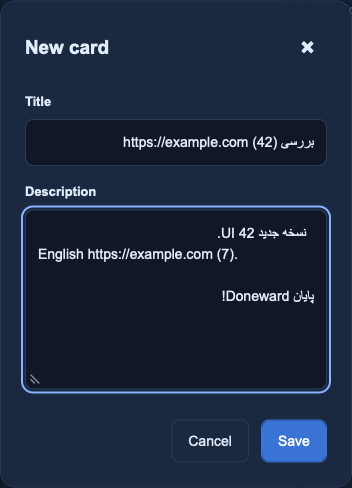 New card
✖
Title
بررسی (42) https://example.com
Description
نسخه جدید UI 42.
English https://example.com (7).
پایان Doneward!
Cancel
Save